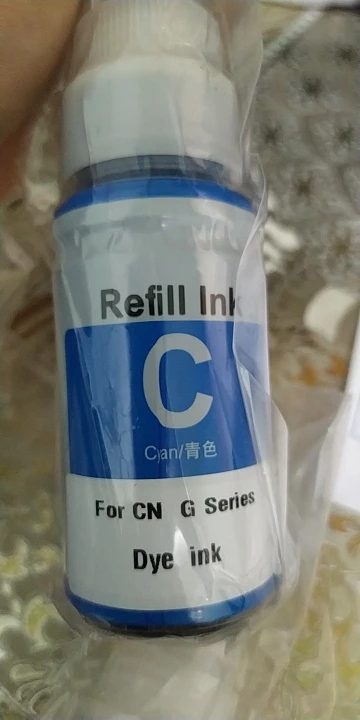 Refill Ink
C
Cyan/青色
For CN G Series
Dye ink